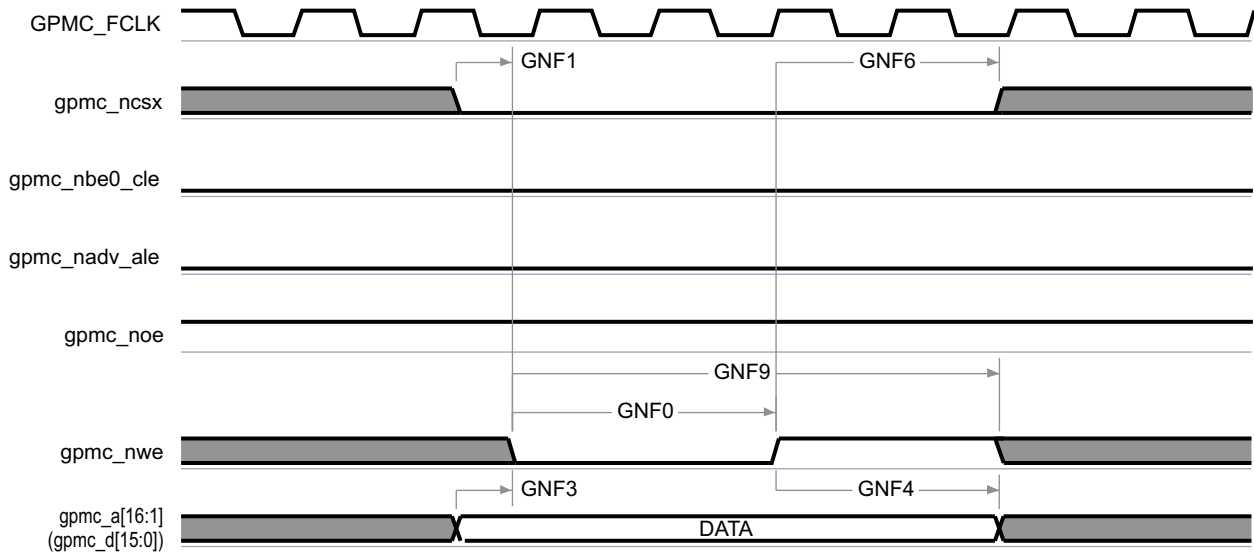 GPMC_FCLK
GNF1
GNF6
gpmc_ncsx
gpmc_nbe0_cle
gpmc_nadv_ale
gpmc_noe
GNF9
GNF0
gpmc_nwe
GNF3
GNF4
gpmc_a[16:1]
(gpmc_d[15:0])
DATA